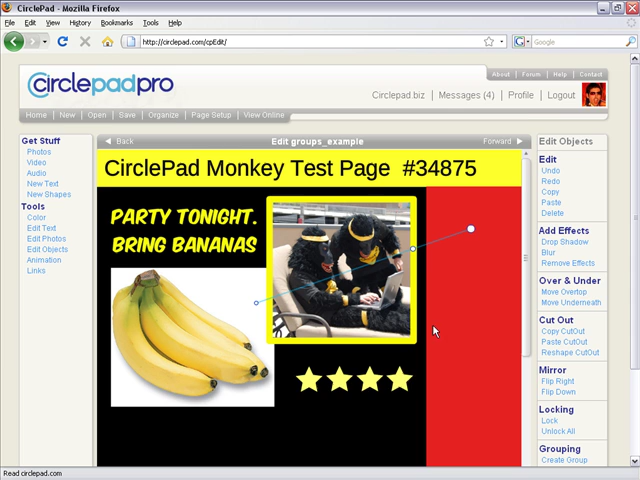 CirclePad - Mozilla Firefox
File Edit View History Bookmarks Tools Help
http://circlepad.com/cpEdit/
Google
circlepadpro
About | Forum | Help | Contact
Circlepad.biz | Messages (4) | Profile | Logout
Home | New | Open | Save | Organize | Page Setup | View Online
Get Stuff
Photos
Video
Audio
New Text
New Shapes
Tools
Color
Edit Text
Edit Photos
Edit Objects
Animation
Links
Back
Edit groups_example
Forward
CirclePad Monkey Test Page #34875
PARTY TONIGHT.
BRING BANANAS
Edit Objects
Edit
Undo
Redo
Copy
Paste
Delete
Add Effects
Drop Shadow
Blur
Remove Effects
Over & Under
Move Overtop
Move Underneath
Cut Out
Copy CutOut
Paste CutOut
Reshape CutOut
Mirror
Flip Right
Flip Down
Locking
Lock
Unlock All
Grouping
Create Group
Read circlepad.com